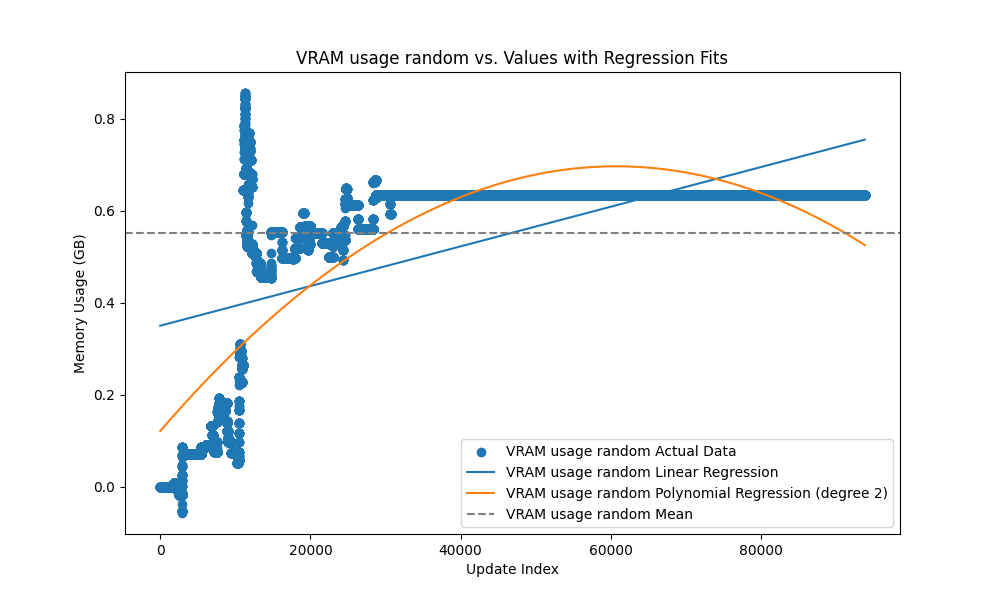 VRAM usage random vs. Values with Regression Fits
Memory Usage (GB)
0.8
0.6
0.4
0.2
0.0
VRAM usage random Actual Data
VRAM usage random Linear Regression
VRAM usage random Polynomial Regression (degree 2)
VRAM usage random Mean
0 20000 40000 60000 80000
Update Index